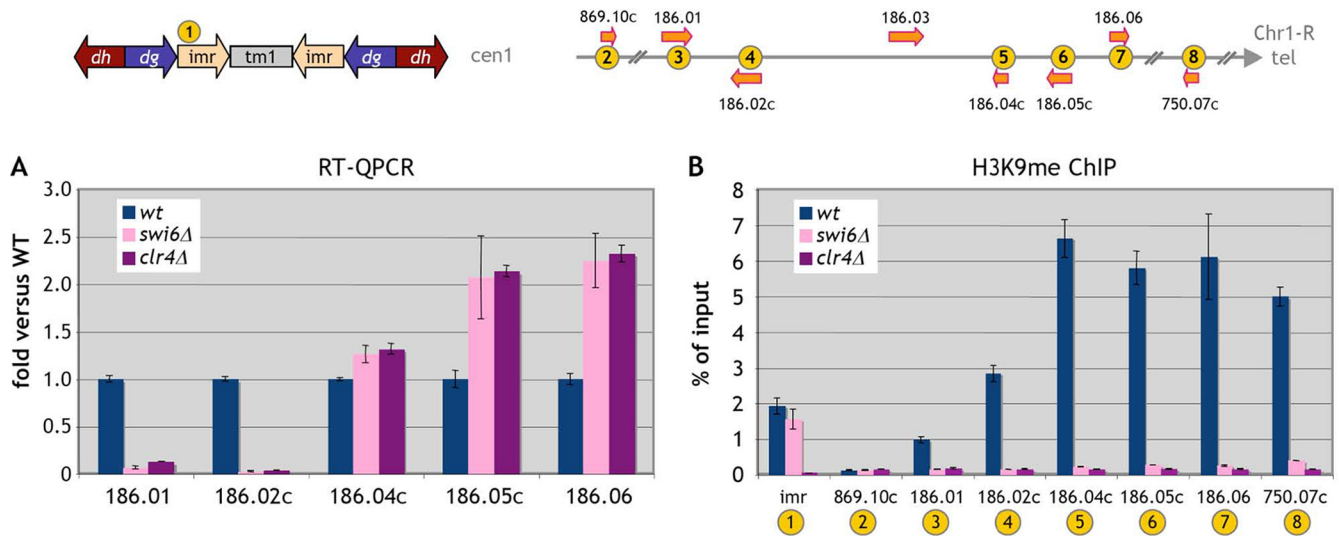 869.10c 186.01 186.03 186.06
1
dh dg imr tm1 imr dg dh cen1
2 3 4 5 6 7 8
Chr1-R
tel
186.02c 186.04c 186.05c 750.07c
A RT-QPCR
fold versus WT
3.0
2.5
2.0
1.5
1.0
0.5
0
wt
swi6Δ
clr4Δ
186.01 186.02c 186.04c 186.05c 186.06
B H3K9me ChIP
% of input
8
7
6
5
4
3
2
1
0
wt
swi6Δ
clr4Δ
imr 869.10c 186.01 186.02c 186.04c 186.05c 186.06 750.07c
1 2 3 4 5 6 7 8